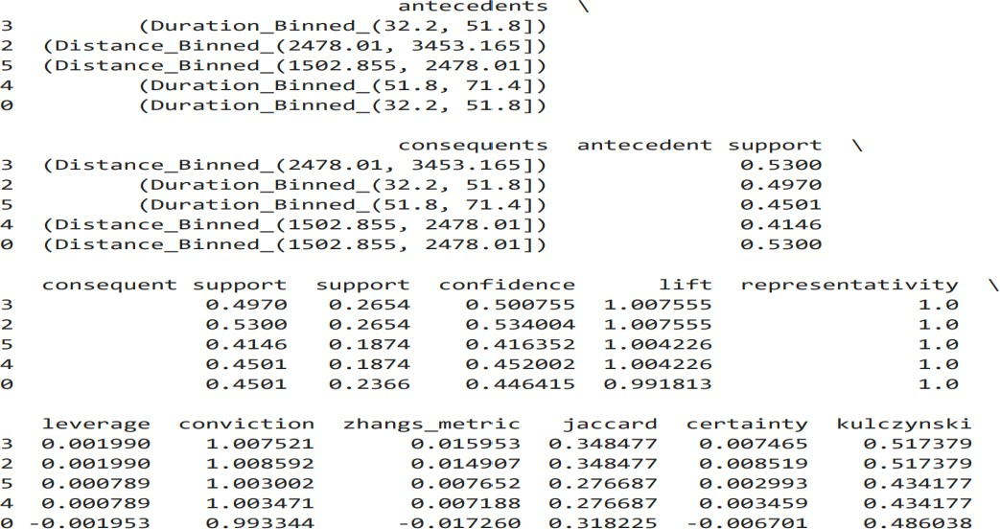 antecedents \
3 (Duration_Binned_(32.2, 51.8])
2 (Distance_Binned_(2478.01, 3453.165])
5 (Distance_Binned_(1502.855, 2478.01])
4 (Duration_Binned_(51.8, 71.4])
0 (Duration_Binned_(32.2, 51.8])
consequents antecedent support \
3 (Distance_Binned_(2478.01, 3453.165]) 0.5300
2 (Duration_Binned_(32.2, 51.8]) 0.4970
5 (Duration_Binned_(51.8, 71.4]) 0.4501
4 (Distance_Binned_(1502.855, 2478.01]) 0.4146
0 (Distance_Binned_(1502.855, 2478.01]) 0.5300
consequent support support confidence lift representativity \
3 0.4970 0.2654 0.500755 1.007555 1.0
2 0.5300 0.2654 0.534004 1.007555 1.0
5 0.4146 0.1874 0.416352 1.004226 1.0
4 0.4501 0.1874 0.452002 1.004226 1.0
0 0.4501 0.2366 0.446415 0.991813 1.0
leverage conviction zhangs_metric jaccard certainty kulczynski
3 0.001990 1.007521 0.015953 0.348477 0.007465 0.517379
2 0.001990 1.008592 0.014907 0.348477 0.008519 0.517379
5 0.000789 1.003002 0.007652 0.276687 0.002993 0.434177
4 0.000789 1.003471 0.007188 0.276687 0.003459 0.434177
0 -0.001953 0.993344 -0.017260 0.318225 -0.006701 0.486038